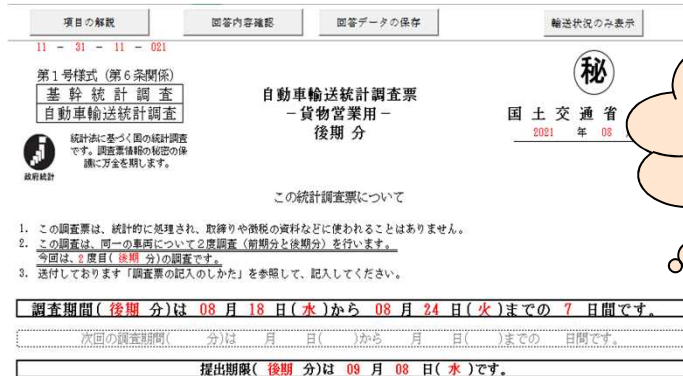 項目の解説 回答内容確認 回答データの保存 輸送状況のみ表示
11 - 31 - 11 - 021
第1号様式 (第6条関係)
基幹統計調査
自動車輸送統計調査
自動車輸送統計調査票
-貨物営業用-
後期 分
秘
国土交通省
2021 年 08
統計法に基づく国の統計調査
です。調査票情報の秘密の保
護に万全を期します。
政府統計
この統計調査票について
1. この調査票は、統計的に処理され、取締りや徴税の資料などに使われることはありません。
2. この調査は、同一の車両について2度調査(前期分と後期分)を行います。
今回は、2度目( 後期 分)の調査です。
3. 送付しております「調査票の記入のしかた」を参照して、記入してください。
調査期間( 後期 分)は 08 月 18 日( 水 )から 08 月 24 日( 火 )までの 7 日間です。
次回の調査期間( 分)は 月 日( )から 月 日( )までの 日間です。
提出期限( 後期 分)は 09 月 08 日( 水 )です。